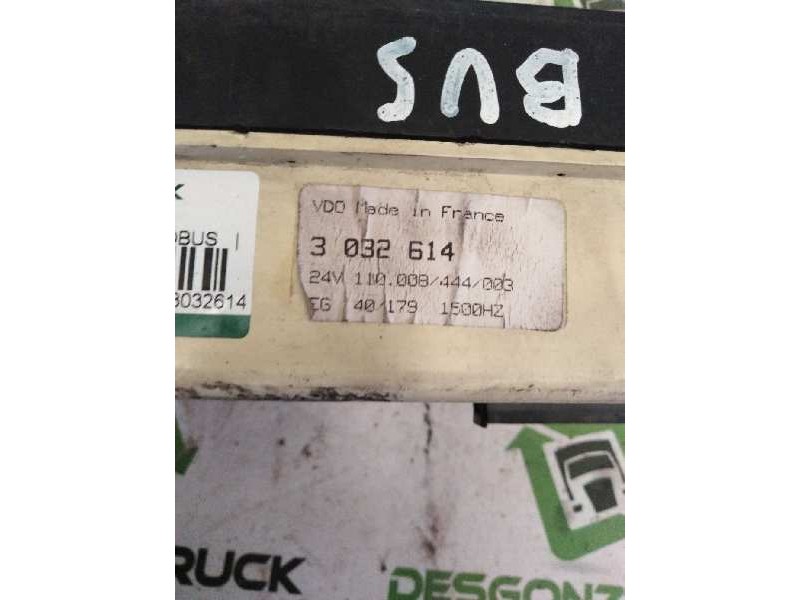 BUS
OBUS |
3032614
VDO Made in France
3 032 614
24V 110.008/444/003
EG 40/179 1500HZ
RUCK
DESGONZ